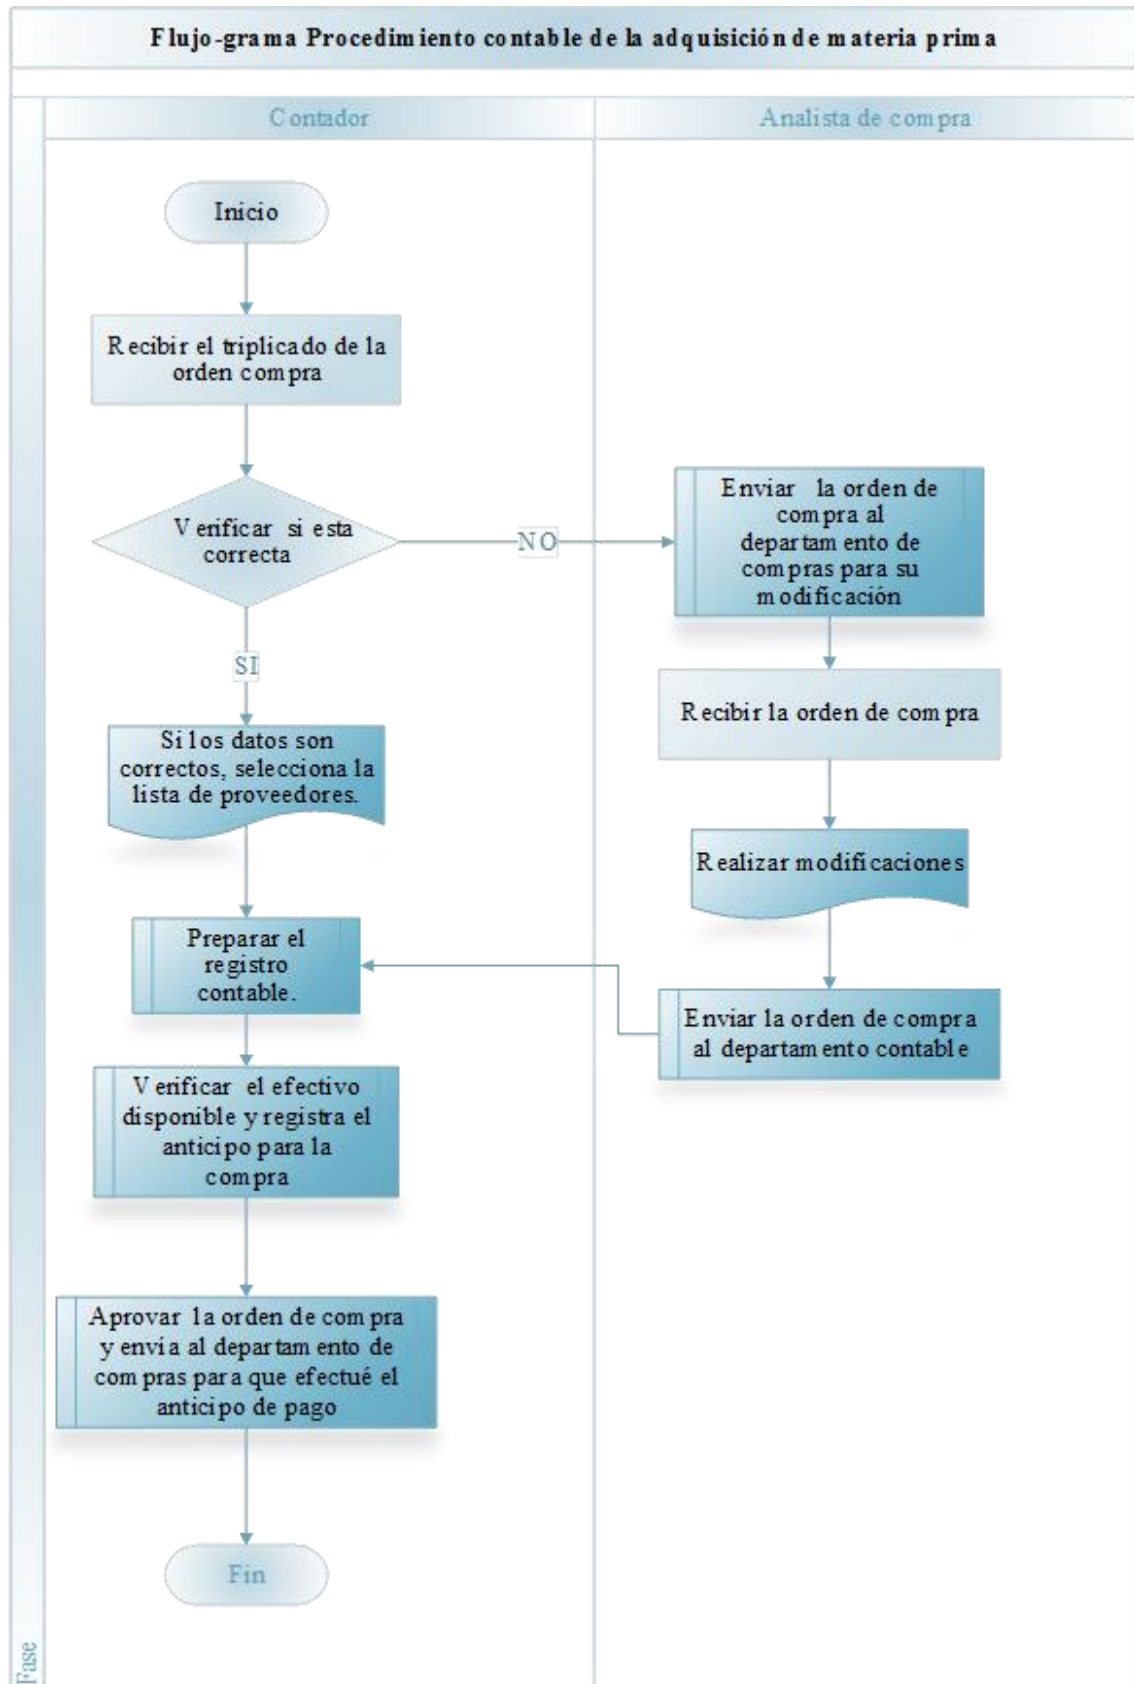 Flujo-grama Procedimiento contable de la adquisición de materia prima
Contador
Analista de compra
Inicio
Recibir el triplicado de la
orden compra
Verificar si esta
correcta
NO
Enviar la orden de
compra al
departamento de
compras para su
modificación
SI
Recibir la orden de compra
Si los datos son
correctos, selecciona la
lista de proveedores.
Realizar modificaciones
Preparar el
registro
contable.
Enviar la orden de compra
al departamento contable
Verificar el efectivo
disponible y registra el
anticipo para la
compra
Aprovar la orden de compra
y envía al departamento de
compras para que efectué el
anticipo de pago
Fin
Fase